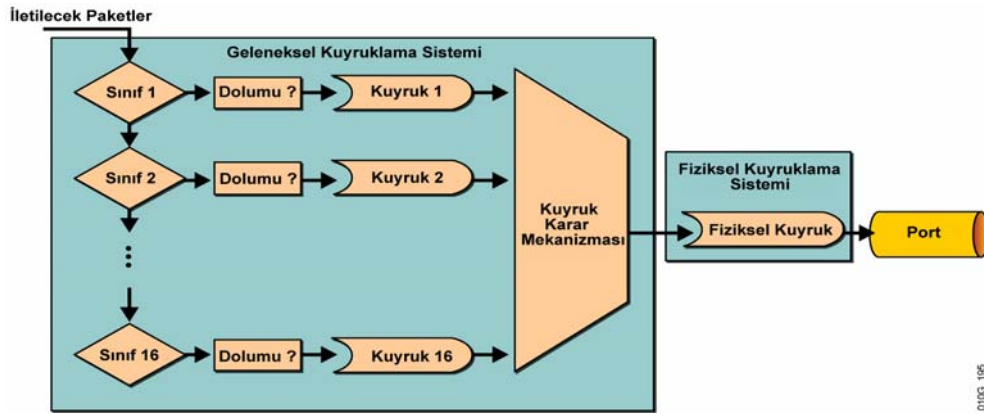 İletilecek Paketler
Geleneksel Kuyruklama Sistemi
Sınıf 1
Dolumu ?
Kuyruk 1
Sınıf 2
Dolumu ?
Kuyruk 2
Kuyruk
Karar
Mekanizması
Fiziksel Kuyruklama
Sistemi
Fiziksel Kuyruk
Port
...
Sınıf 16
Dolumu ?
Kuyruk 16
010G_195